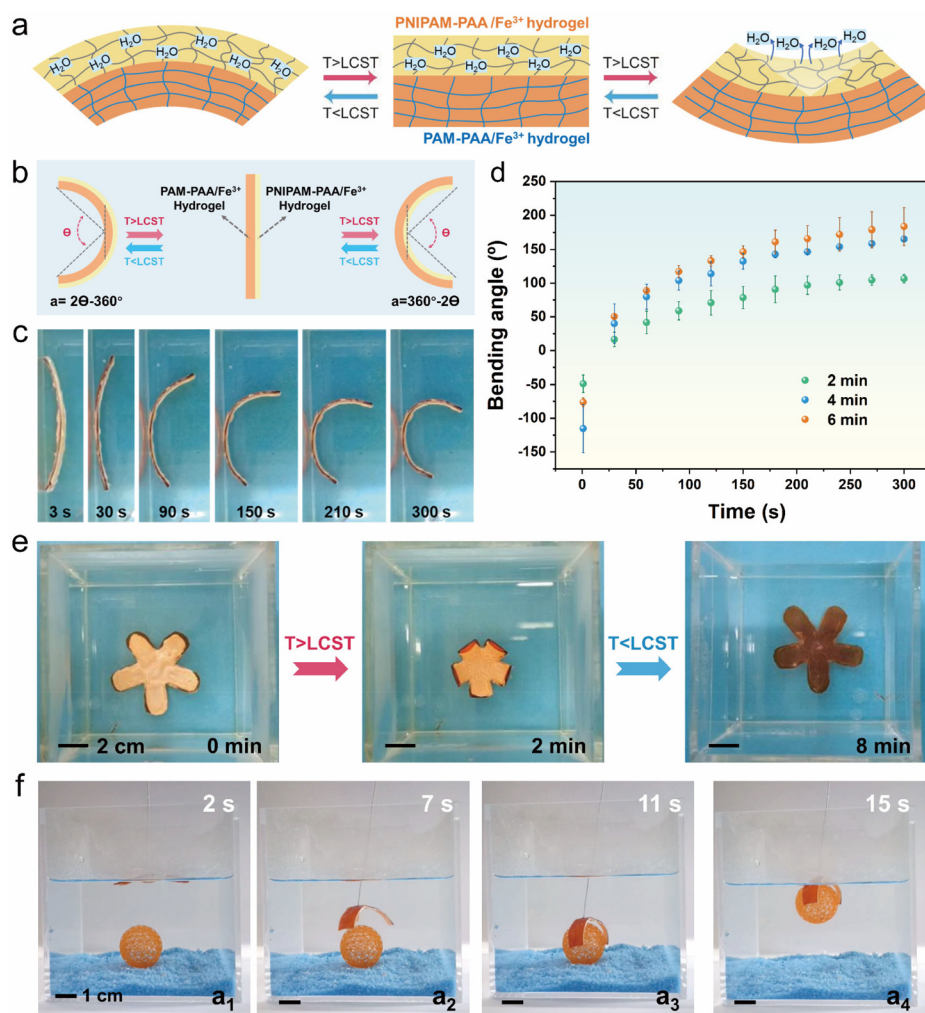 a
PNIPAM-PAA/Fe³⁺ hydrogel
H₂O H₂O H₂O H₂O H₂O H₂O H₂O
T>LCST
T<LCST
H₂O H₂O H₂O H₂O H₂O H₂O
T>LCST
T<LCST
H₂O H₂O H₂O H₂O
PAM-PAA/Fe³⁺ hydrogel
b
ɵ
a= 2ɵ-360°
T>LCST
T<LCST
PAM-PAA/Fe³⁺
Hydrogel
PNIPAM-PAA/Fe³⁺
Hydrogel
T>LCST
T<LCST
ɵ
a=360°-2ɵ
c
3 s
30 s
90 s
150 s
210 s
300 s
d
Bending angle (º)
250
200
150
100
50
0
-50
-100
-150
2 min
4 min
6 min
0 50 100 150 200 250 300
Time (s)
e
2 cm
0 min
T>LCST
2 min
T<LCST
8 min
f
2 s
1 cm
a₁
7 s
a₂
11 s
a₃
15 s
a₄